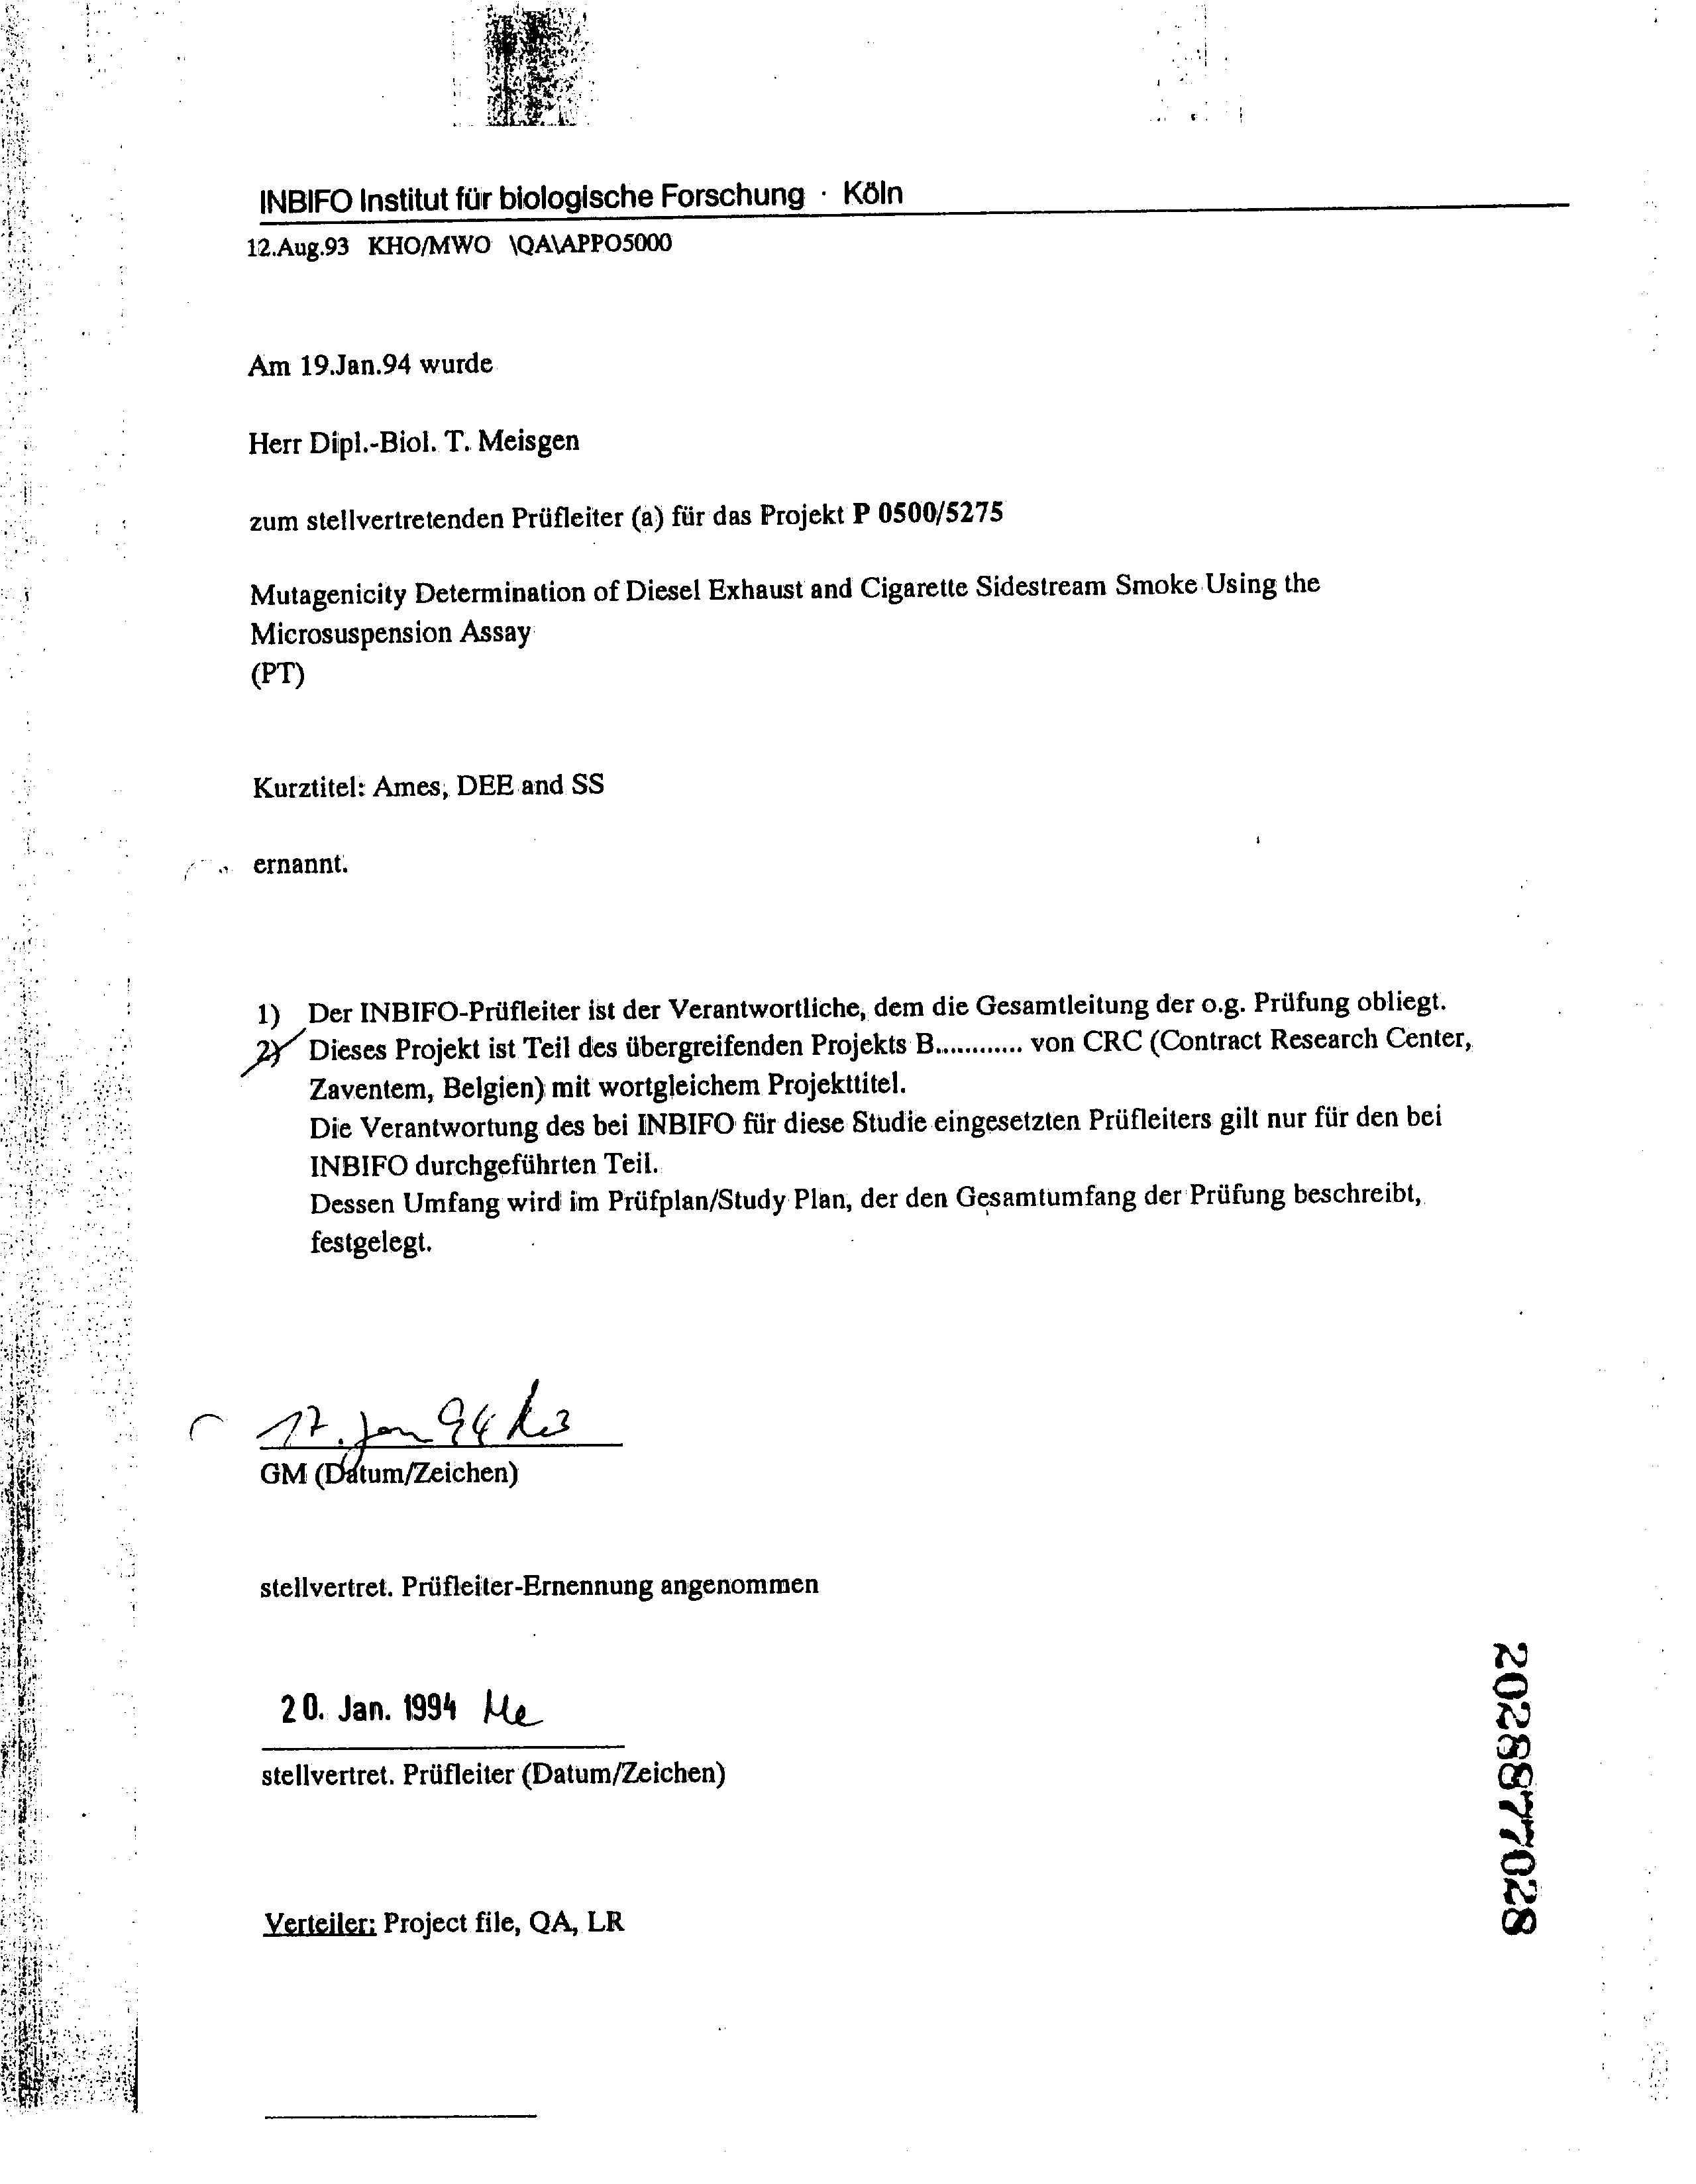 INBIFO Institut für biologische Forschung · Köln
12.Aug.93 KHO/MWO \QA\APPO5000
Am 19.Jan.94 wurde
Herr Dipl.-Biol. T. Meisgen
zum stellvertretenden Prüfleiter (a) für das Projekt P 0500/5275
Mutagenicity Determination of Diesel Exhaust and Cigarette Sidestream Smoke Using the
Microsuspension Assay
(PT)
Kurztitel: Ames, DEE and SS
ernannt.
1) Der INBIFO-Prüfleiter ist der Verantwortliche, dem die Gesamtleitung der o.g. Prüfung obliegt.
2) Dieses Projekt ist Teil des übergreifenden Projekts B............ von CRC (Contract Research Center,
Zaventem, Belgien) mit wortgleichem Projekttitel.
Die Verantwortung des bei INBIFO für diese Studie eingesetzten Prüfleiters gilt nur für den bei
INBIFO durchgeführten Teil.
Dessen Umfang wird im Prüfplan/Study Plan, der den Gesamtumfang der Prüfung beschreibt,
festgelegt.
17. Jan 94
GM (Datum/Zeichen)
stellvertret. Prüfleiter-Ernennung angenommen
20. Jan. 1994 Me
stellvertret. Prüfleiter (Datum/Zeichen)
Verteiler: Project file, QA, LR
2028877028